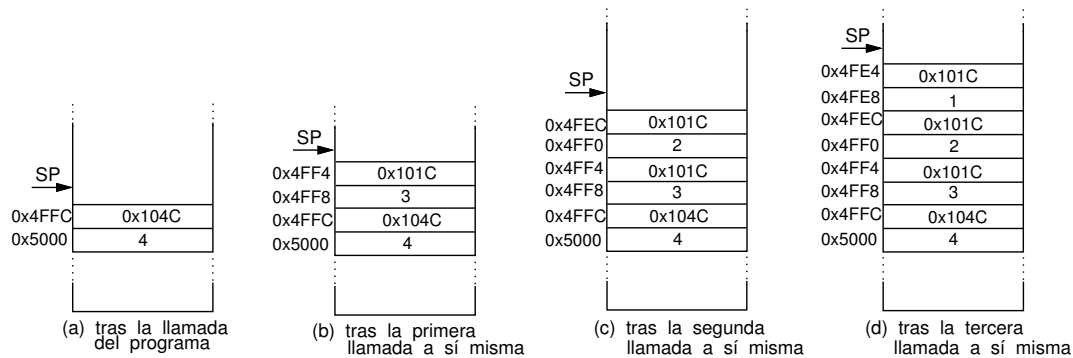 SP
0x4FFC 0x104C
0x5000 4
(a) tras la llamada
del programa
SP
0x4FF4 0x101C
0x4FF8 3
0x4FFC 0x104C
0x5000 4
(b) tras la primera
llamada a sí misma
SP
0x4FEC 0x101C
0x4FF0 2
0x4FF4 0x101C
0x4FF8 3
0x4FFC 0x104C
0x5000 4
(c) tras la segunda
llamada a sí misma
SP
0x4FE4 0x101C
0x4FE8 1
0x4FEC 0x101C
0x4FF0 2
0x4FF4 0x101C
0x4FF8 3
0x4FFC 0x104C
0x5000 4
(d) tras la tercera
llamada a sí misma